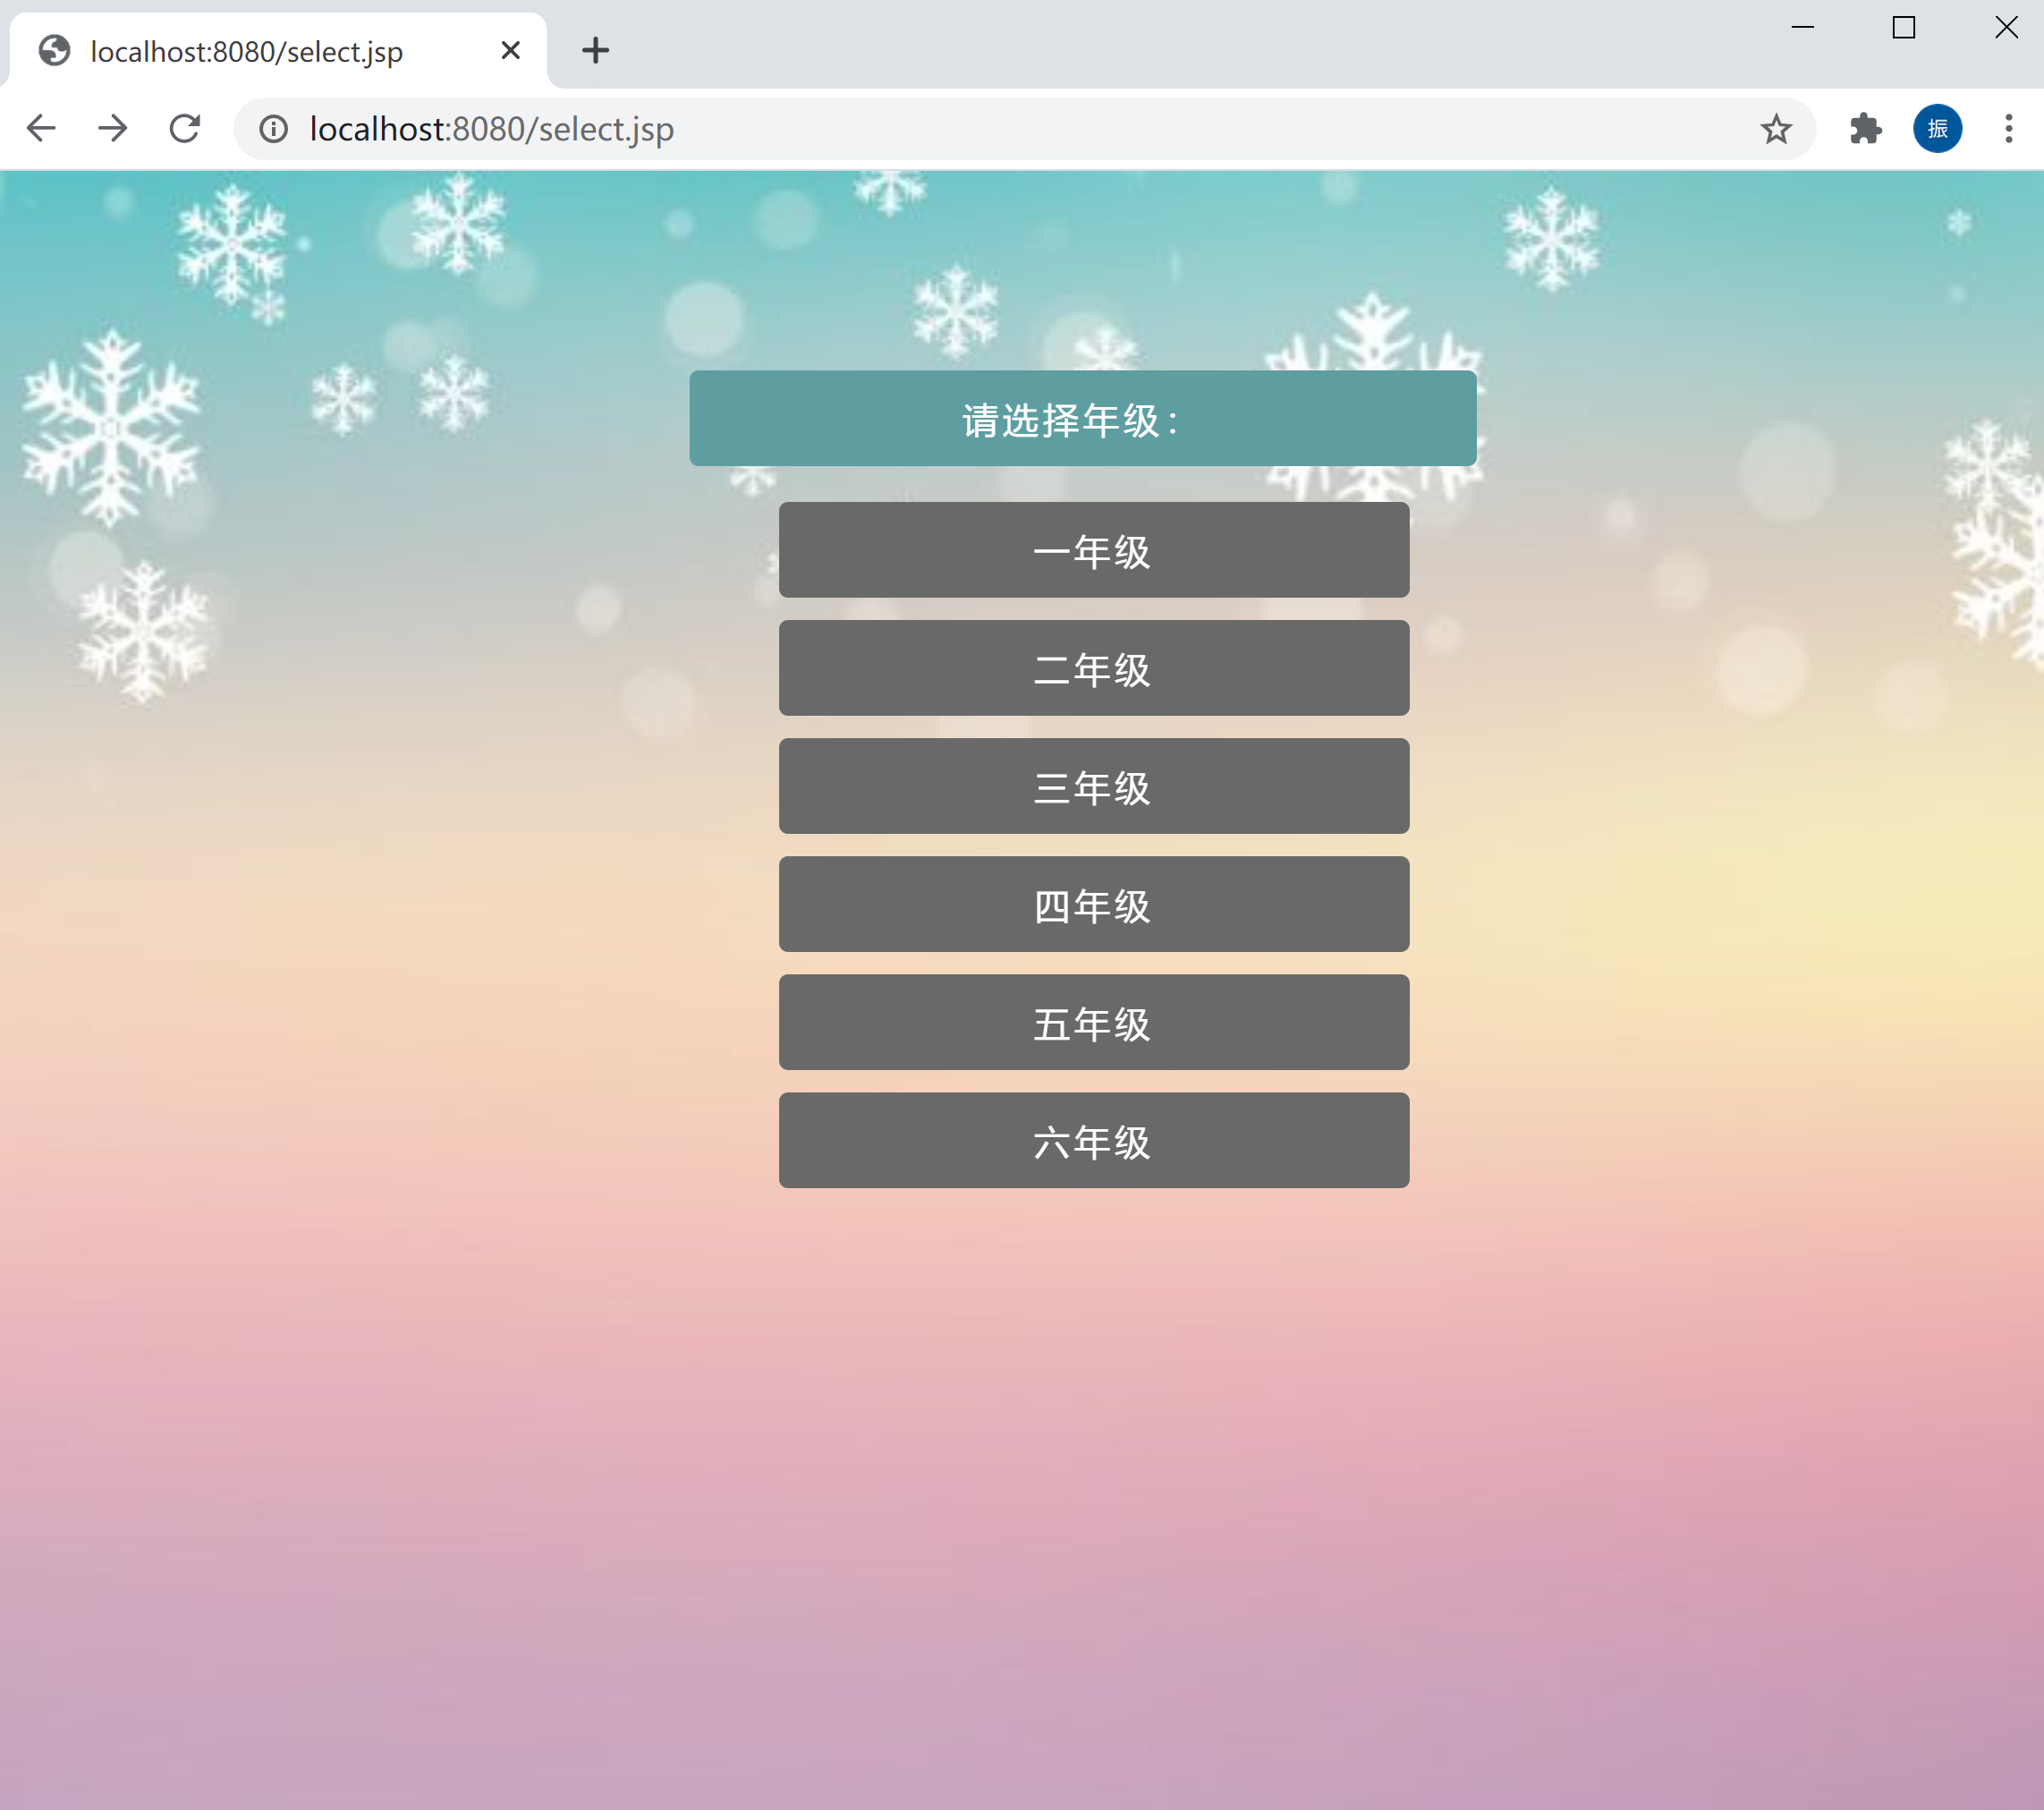 localhost:8080/select.jsp
localhost:8080/select.jsp
振
请选择年级：
一年级
二年级
三年级
四年级
五年级
六年级